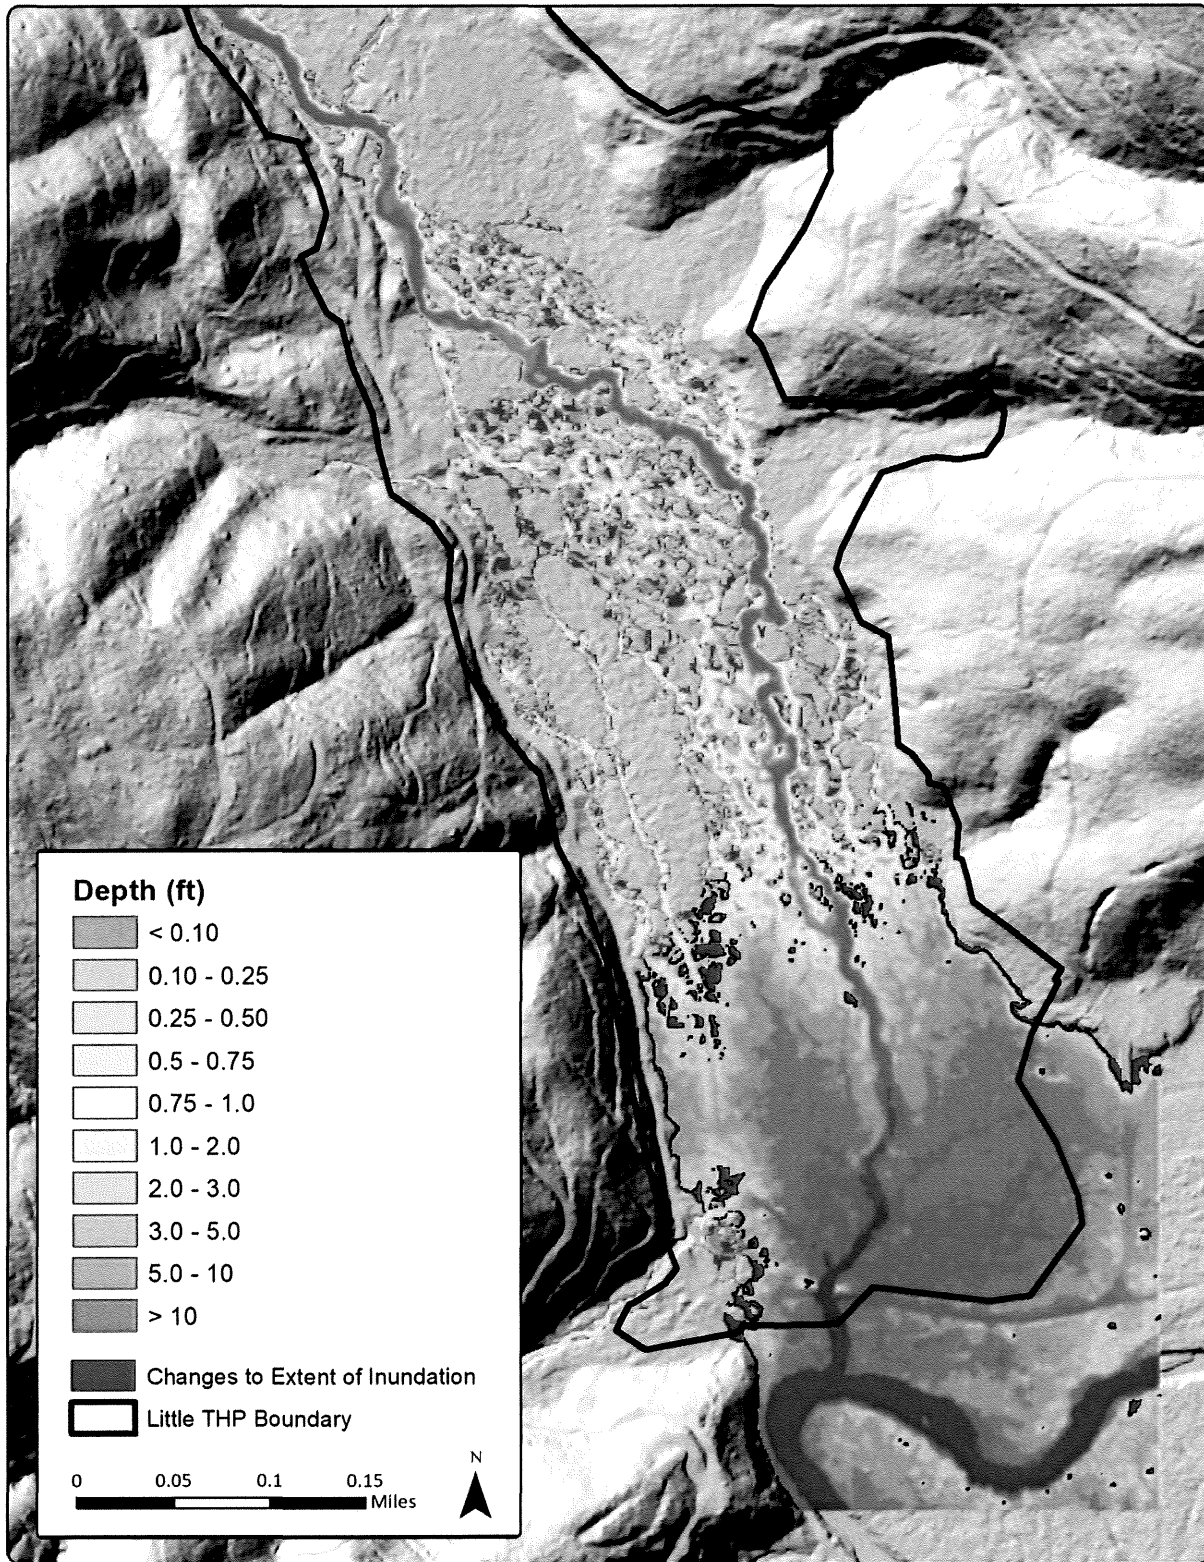 Depth (ft)
< 0.10
0.10 - 0.25
0.25 - 0.50
0.5 - 0.75
0.75 - 1.0
1.0 - 2.0
2.0 - 3.0
3.0 - 5.0
5.0 - 10
> 10
Changes to Extent of Inundation
Little THP Boundary
N
0 0.05 0.1 0.15
Miles